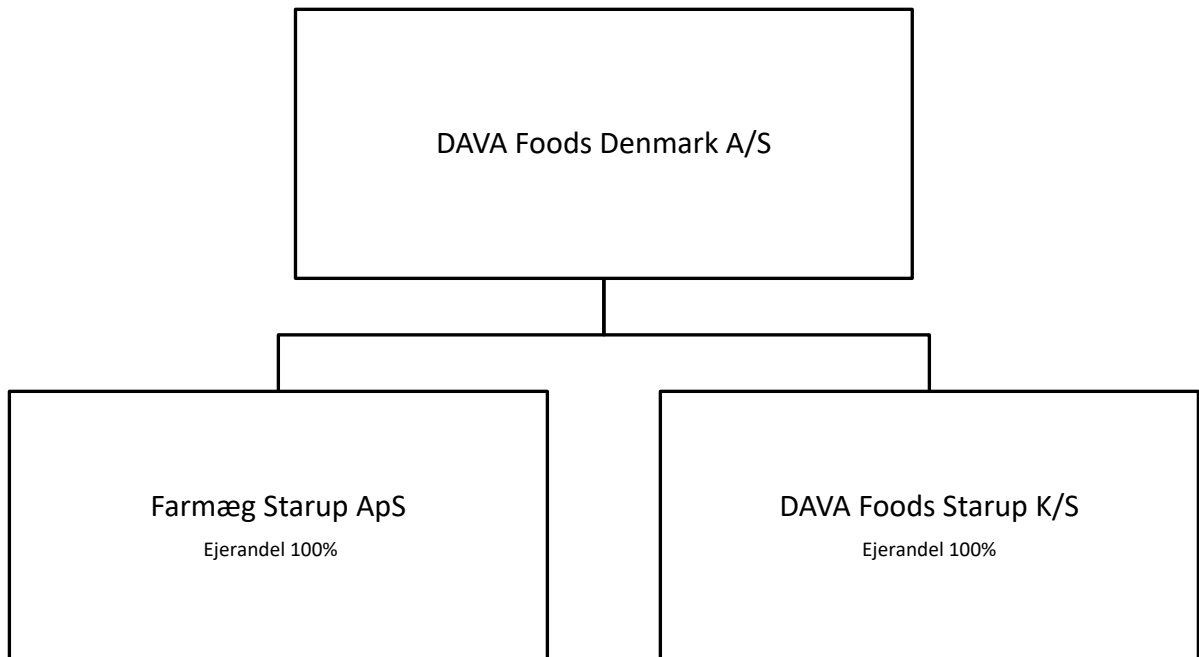 DAVA Foods Denmark A/S
Farmæg Starup ApS
Ejerandel 100%
DAVA Foods Starup K/S
Ejerandel 100%